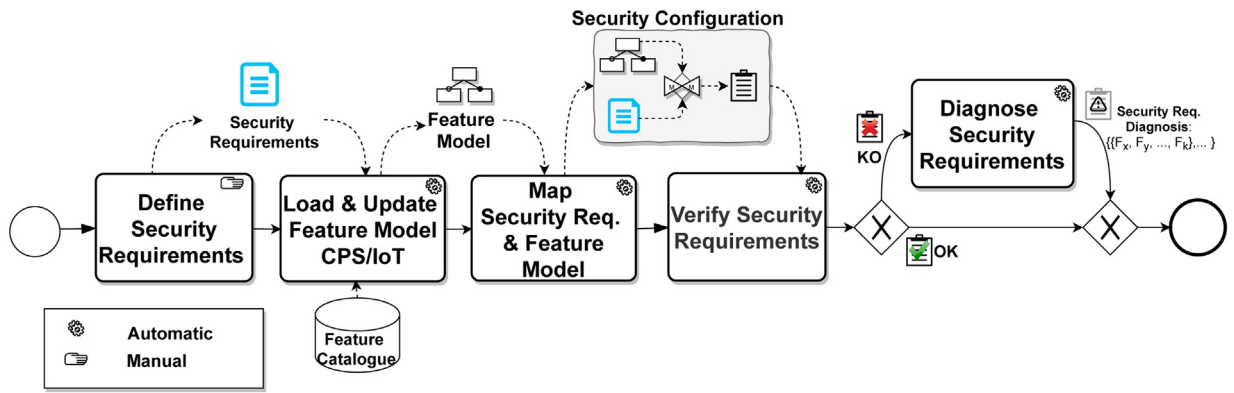 Security Configuration
M M
Security
Requirements
Feature
Model
Define
Security
Requirements
Load & Update
Feature Model
CPS/IoT
Map
Security Req.
& Feature
Model
Verify Security
Requirements
KO
X
OK
Diagnose
Security
Requirements
Security Req.
Diagnosis:
{{Fx, Fy, ..., Fk},... }
X
Feature
Catalogue
Automatic
Manual